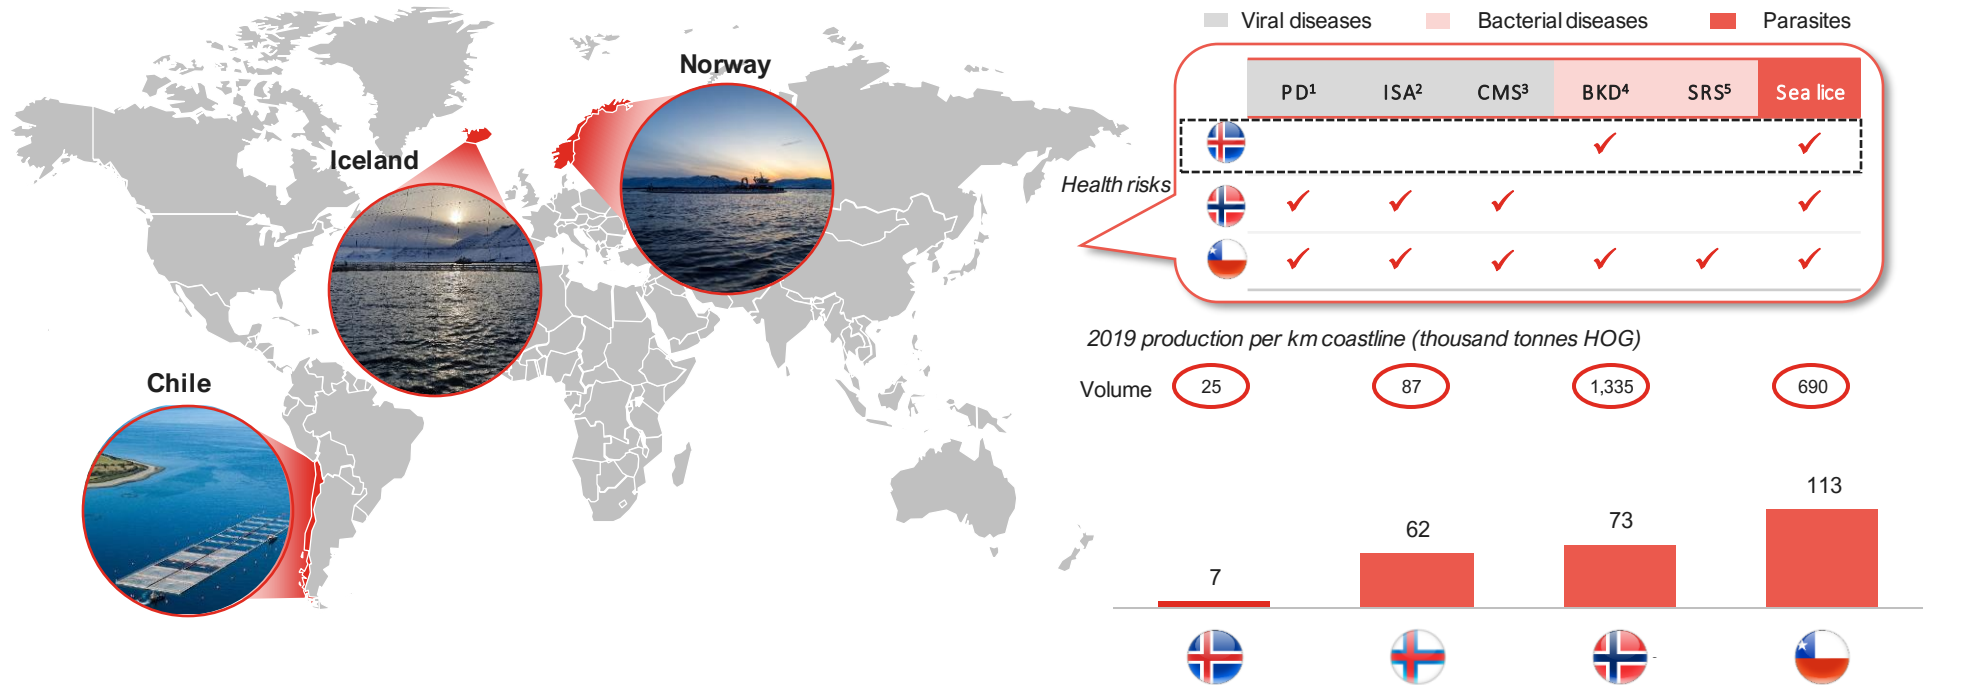 Viral diseases Bacterial diseases Parasites
Norway
Iceland
Chile
PD¹ ISA² CMS³ BKD⁴ SRS⁵ Sea lice
Health risks
2019 production per km coastline (thousand tonnes HOG)
Volume 25 87 1,335 690
7 62 73 113